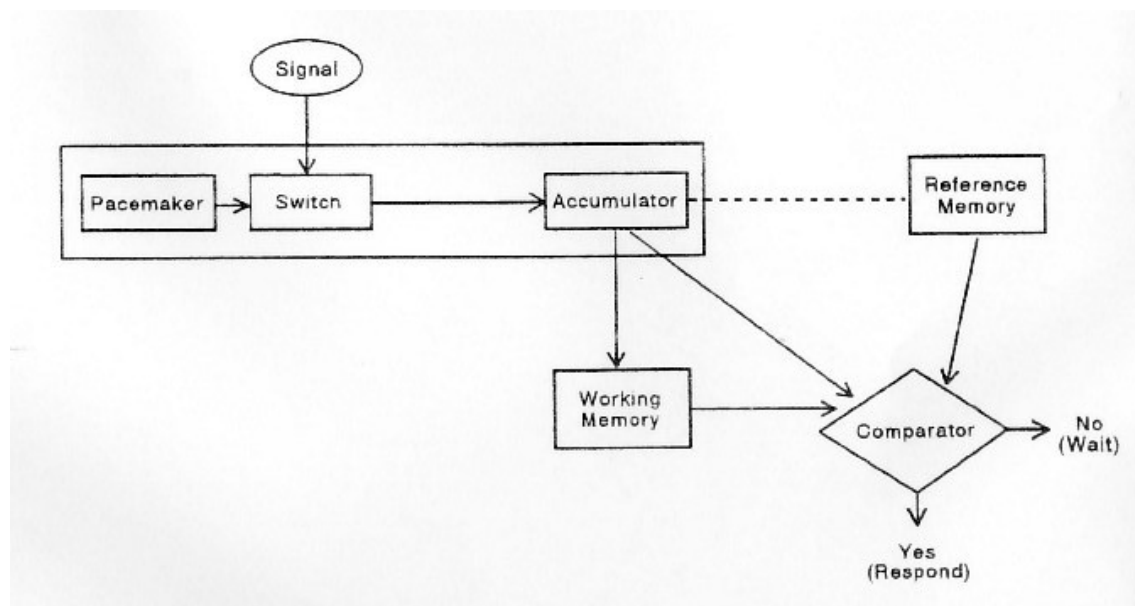 Signal
Pacemaker
Switch
Accumulator
Reference
Memory
Working
Memory
Comparator
No
(Wait)
Yes
(Respond)